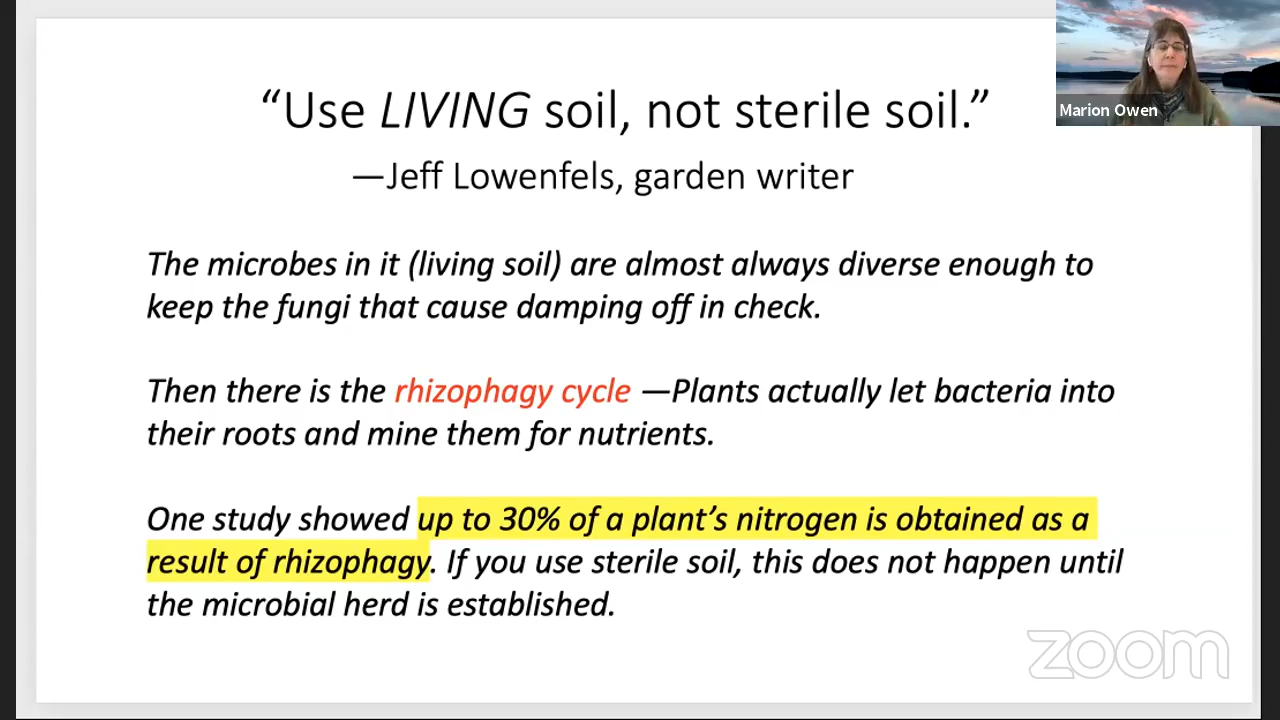 “Use LIVING soil, not sterile soil.”
Marion Owen
—Jeff Lowenfels, garden writer
The microbes in it (living soil) are almost always diverse enough to
keep the fungi that cause damping off in check.
Then there is the rhizophagy cycle —Plants actually let bacteria into
their roots and mine them for nutrients.
One study showed up to 30% of a plant’s nitrogen is obtained as a
result of rhizophagy. If you use sterile soil, this does not happen until
the microbial herd is established.
zoom